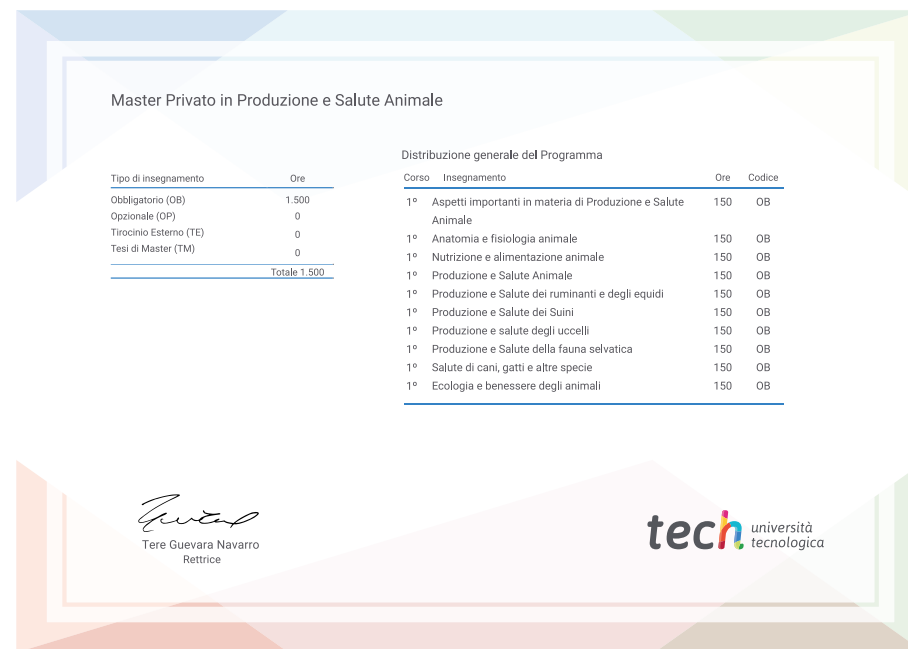 Master Privato in Produzione e Salute Animale
Tipo di insegnamento Ore
Obbligatorio (OB) 1.500
Opzionale (OP) 0
Tirocinio Esterno (TE) 0
Tesi di Master (TM) 0
Totale 1.500
Distribuzione generale del Programma
Corso Insegnamento Ore Codice
1º Aspetti importanti in materia di Produzione e Salute 150 OB
Animale
1º Anatomia e fisiologia animale 150 OB
1º Nutrizione e alimentazione animale 150 OB
1º Produzione e Salute Animale 150 OB
1º Produzione e Salute dei ruminanti e degli equidi 150 OB
1º Produzione e Salute dei Suini 150 OB
1º Produzione e salute degli uccelli 150 OB
1º Produzione e Salute della fauna selvatica 150 OB
1º Salute di cani, gatti e altre specie 150 OB
1º Ecologia e benessere degli animali 150 OB
Tere Guevara Navarro
Rettrice
tech università
tecnologica